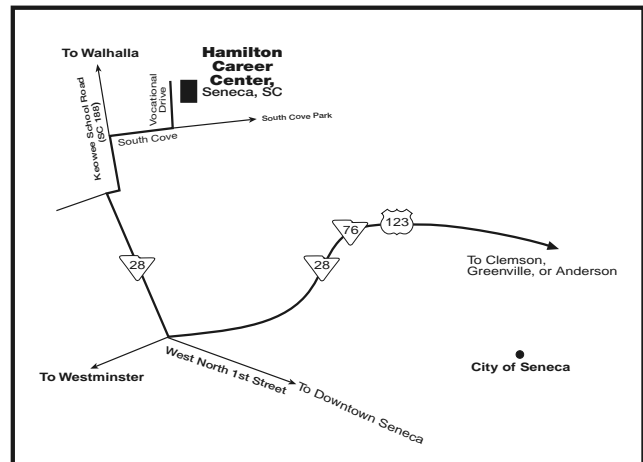 To Walhalla
Hamilton
Career
Center,
Seneca, SC
Vocational
Drive
Keowee School Road
(SC 188)
South Cove Park
South Cove
76
123
28
28
To Clemson,
Greenville, or Anderson
West North 1st Street
To Westminster
City of Seneca
To Downtown Seneca